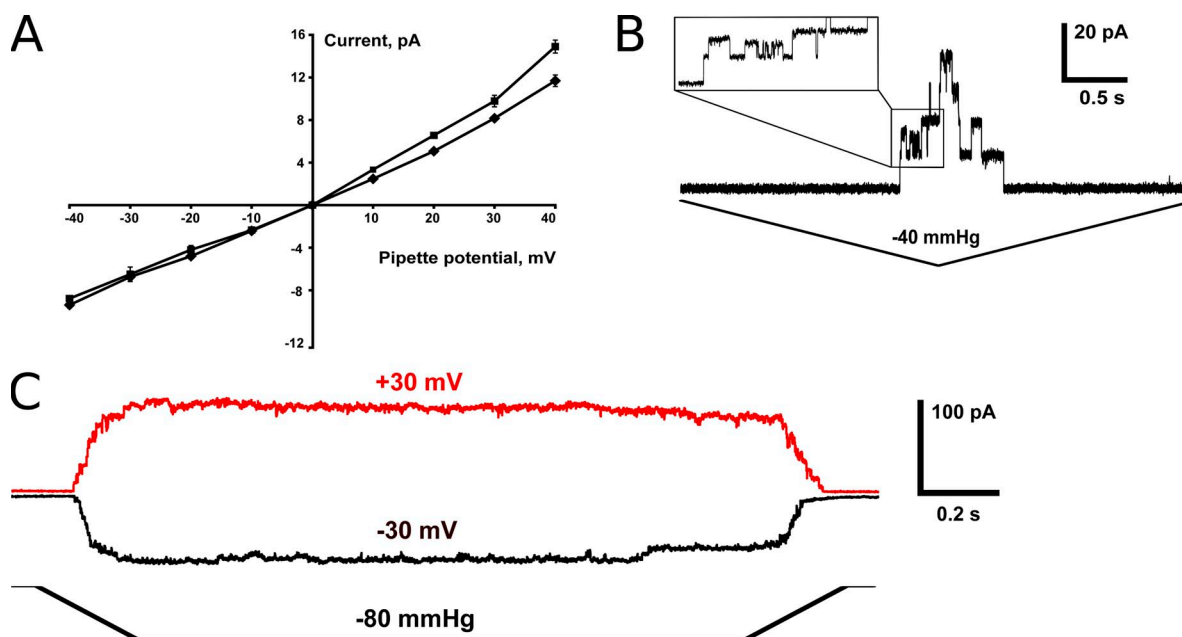 A
Current, pA
16
12
8
4
-40 -30 -20 -10 10 20 30 40
-4
Pipette potential, mV
-8
-12
B
20 pA
0.5 s
-40 mmHg
C
+30 mV
100 pA
0.2 s
-30 mV
-80 mmHg